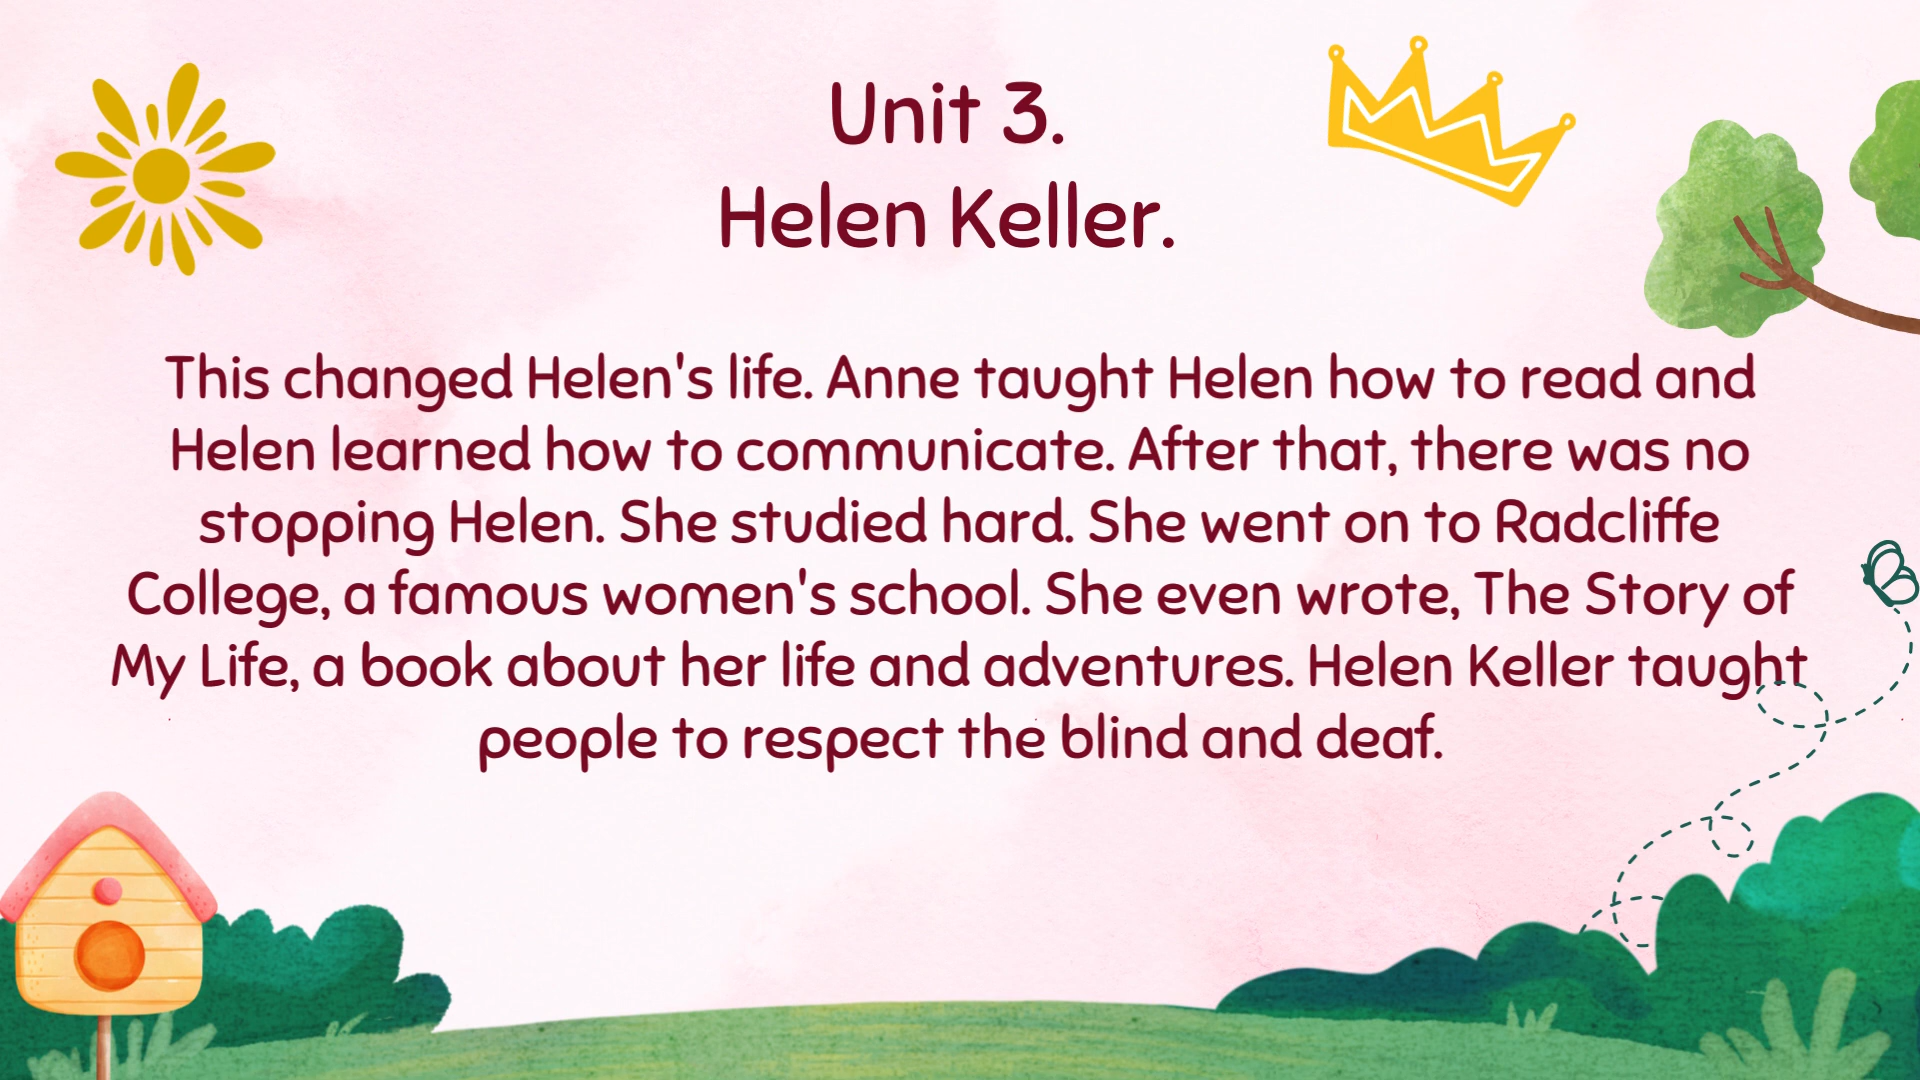 Unit 3.
Helen Keller.
This changed Helen's life. Anne taught Helen how to read and
Helen learned how to communicate. After that, there was no
stopping Helen. She studied hard. She went on to Radcliffe
College, a famous women's school. She even wrote, The Story of
My Life, a book about her life and adventures. Helen Keller taught
people to respect the blind and deaf.